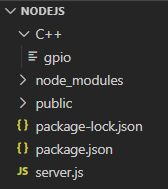 NODEJS
C++
gpio
node_modules
public
package-lock.json
package.json
server.js